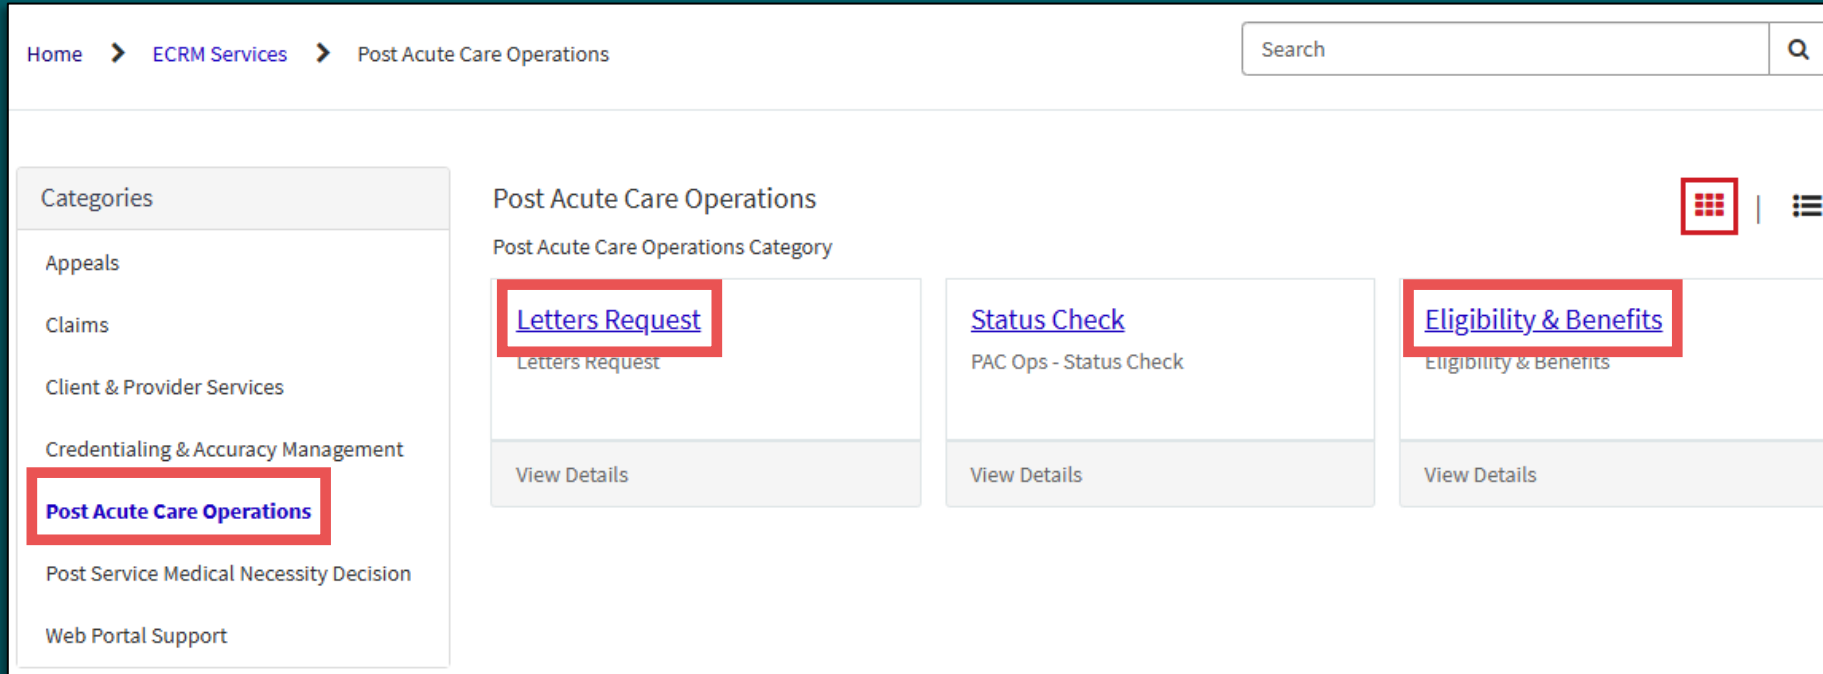 Home ECRM Services Post Acute Care Operations
Search
Categories
Appeals
Claims
Client & Provider Services
Credentialing & Accuracy Management
Post Acute Care Operations
Post Service Medical Necessity Decision
Web Portal Support
Post Acute Care Operations
Post Acute Care Operations Category
Letters Request
Letters Request
View Details
Status Check
PAC Ops - Status Check
View Details
Eligibility & Benefits
Eligibility & Benefits
View Details